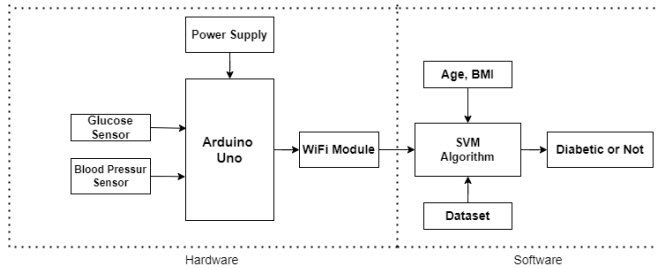 Power Supply
Age, BMI
Glucose
Sensor
Arduino
Uno
WiFi Module
SVM
Algorithm
Diabetic or Not
Blood Pressur
Sensor
Dataset
Hardware
Software